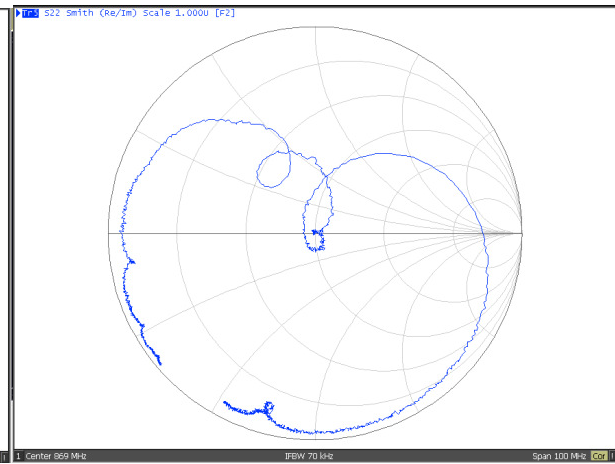 Tr3 S22 Smith (Re/Im) Scale 1.000U [F2]
1 Center 869 MHz IFBW 70 kHz Span 100 MHz Cor